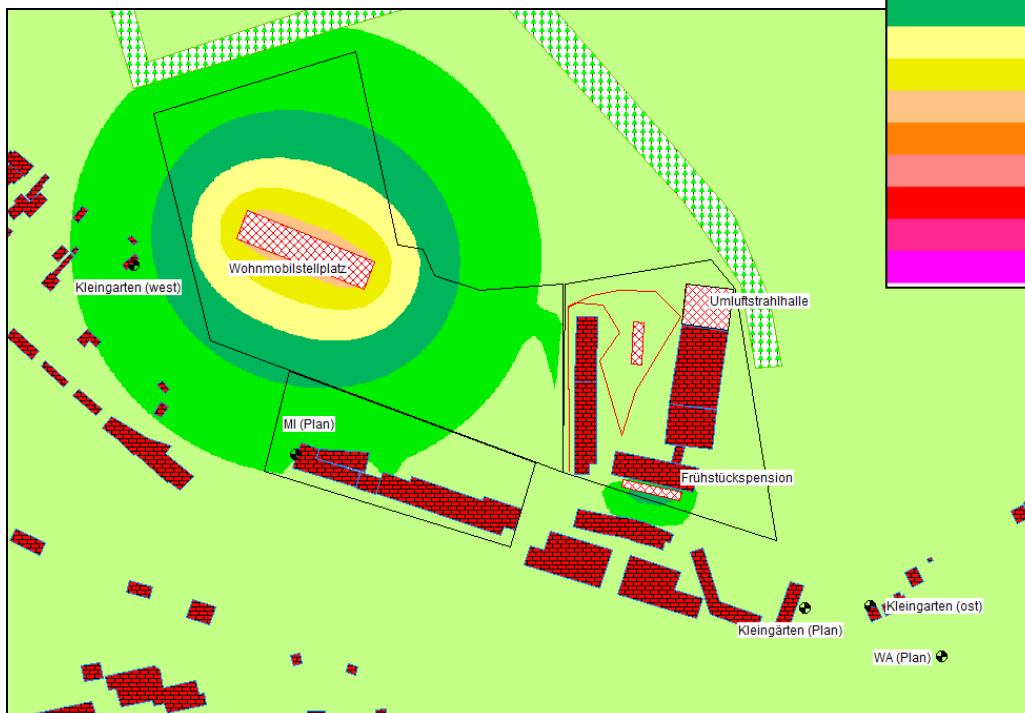 Wohnmobilstellplatz
Kleingarten (west)
Umluftstrahlhalle
MI (Plan)
Frühstückspension
Kleingarten (ost)
Kleingärten (Plan)
WA (Plan)